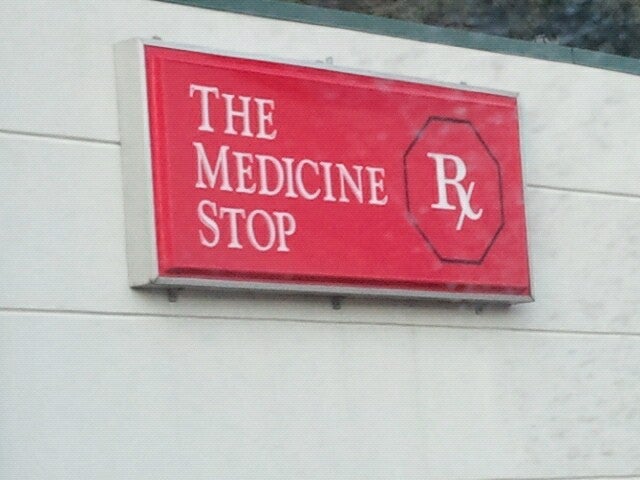 THE
MEDICINE
STOP
Rx